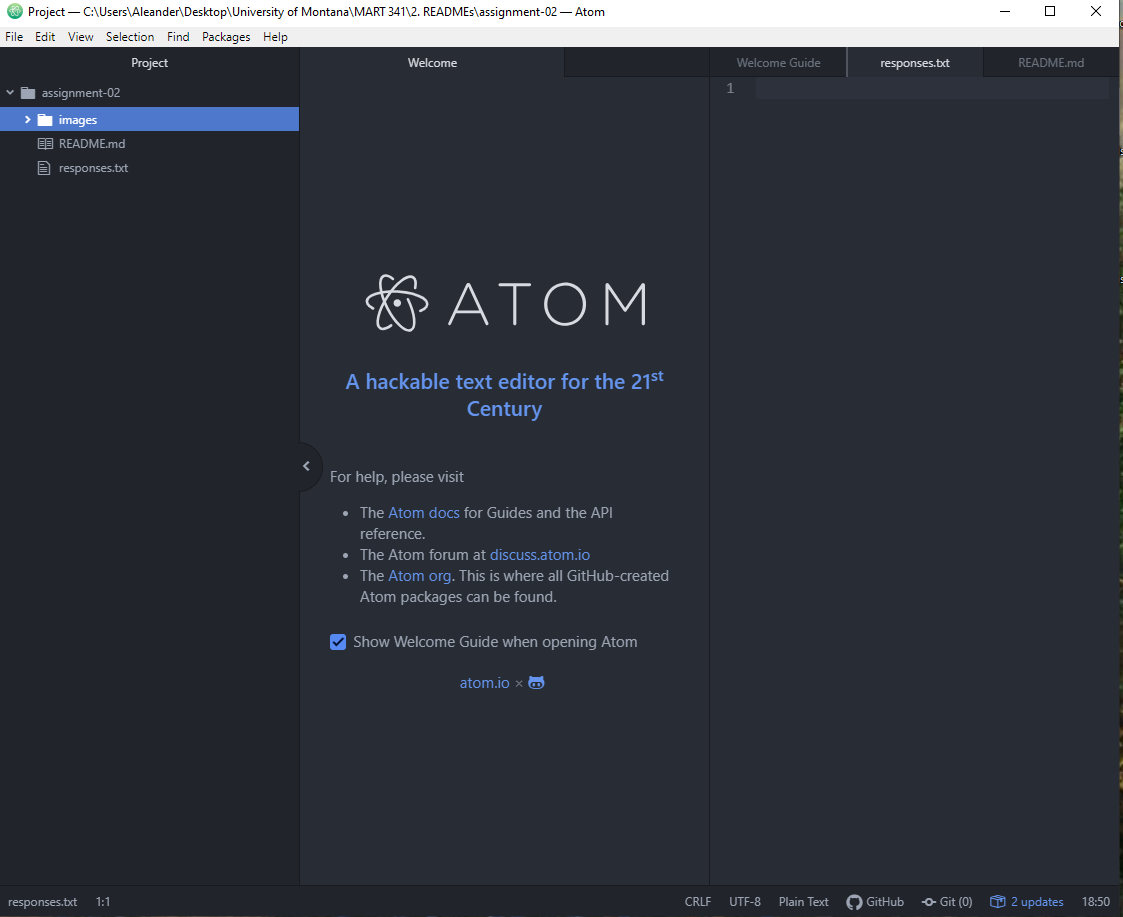 Project — C:\Users\Aleander\Desktop\University of Montana\MART 341\2. READMEs\assignment-02 — Atom
File Edit View Selection Find Packages Help
Project
Welcome
Welcome Guide
responses.txt
README.md
assignment-02
images
README.md
responses.txt
1
ATOM
A hackable text editor for the 21st
Century
For help, please visit
• The Atom docs for Guides and the API
reference.
• The Atom forum at discuss.atom.io
• The Atom org. This is where all GitHub-created
Atom packages can be found.
Show Welcome Guide when opening Atom
atom.io ×
responses.txt 1:1
CRLF UTF-8 Plain Text GitHub Git (0) 2 updates 18:50